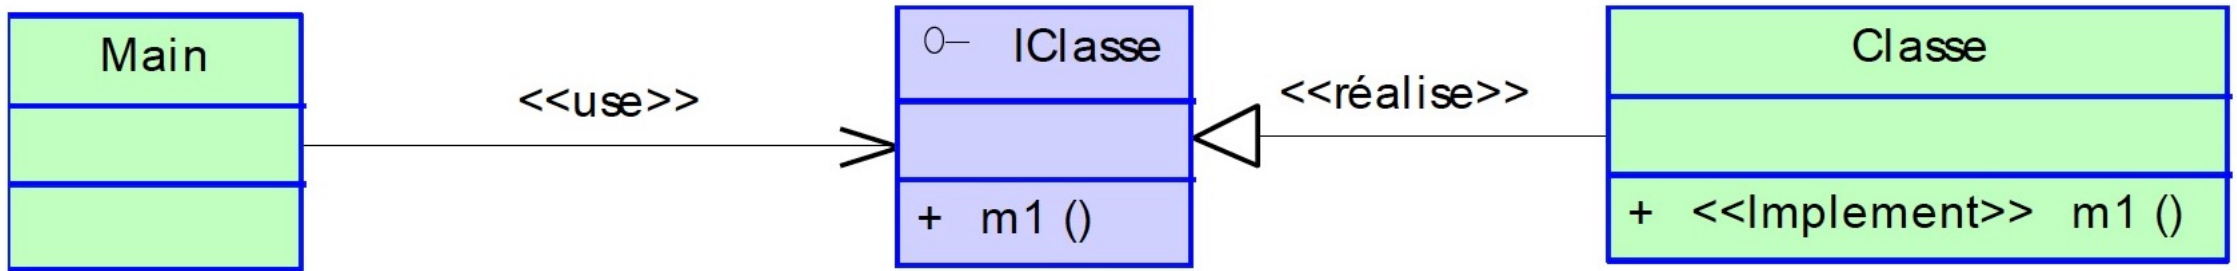 Main
<<use>>
IClasse
+ m1 ()
<<réalise>>
Classe
+ <<Implement>> m1 ()